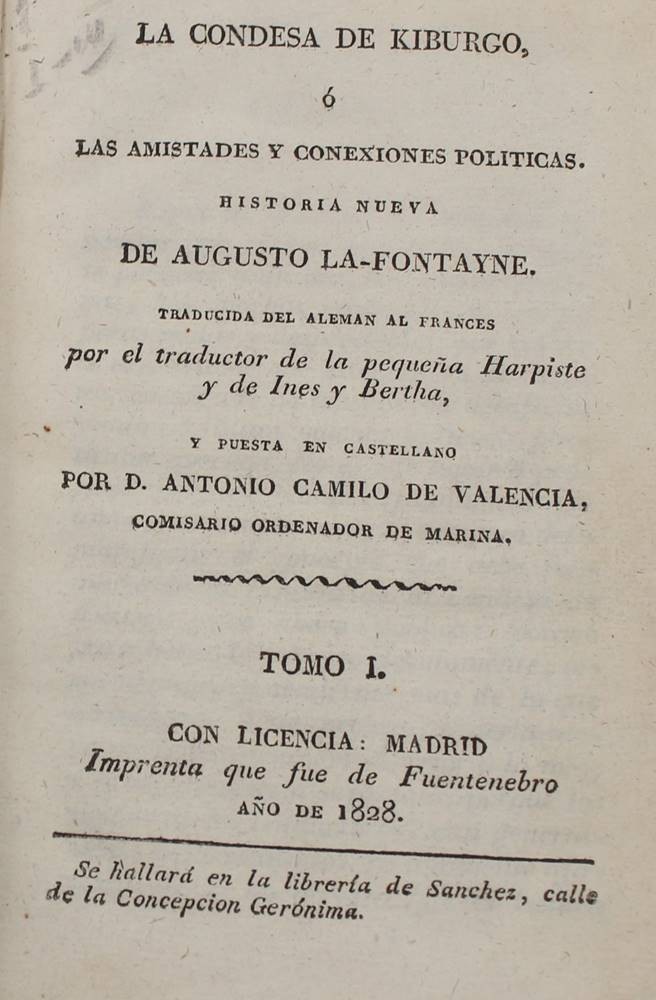 LA CONDESA DE KIBURGO,
ó
LAS AMISTADES Y CONEXIONES POLITICAS.
HISTORIA NUEVA
DE AUGUSTO LA-FONTAYNE.
TRADUCIDA DEL ALEMAN AL FRANCES
por el traductor de la pequeña Harpiste
y de Ines y Bertha,
Y PUESTA EN CASTELLANO
POR D. ANTONIO CAMILO DE VALENCIA,
COMISARIO ORDENADOR DE MARINA.
TOMO I.
CON LICENCIA: MADRID
Imprenta que fue de Fuentenebro
AÑO DE 1828.
Se hallará en la librería de Sanchez, calle
de la Concepcion Gerónima.